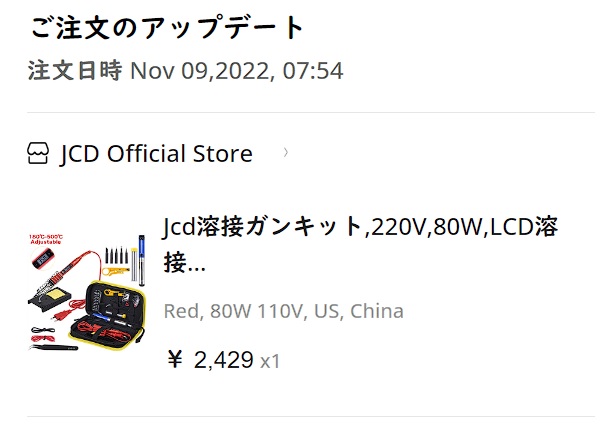 ご注文のアップデート
注文日時 Nov 09,2022, 07:54
JCD Official Store
180℃-500℃
Adjustable
Jcd溶接ガンキット,220V,80W,LCD溶
接...
Red, 80W 110V, US, China
¥ 2,429 x1